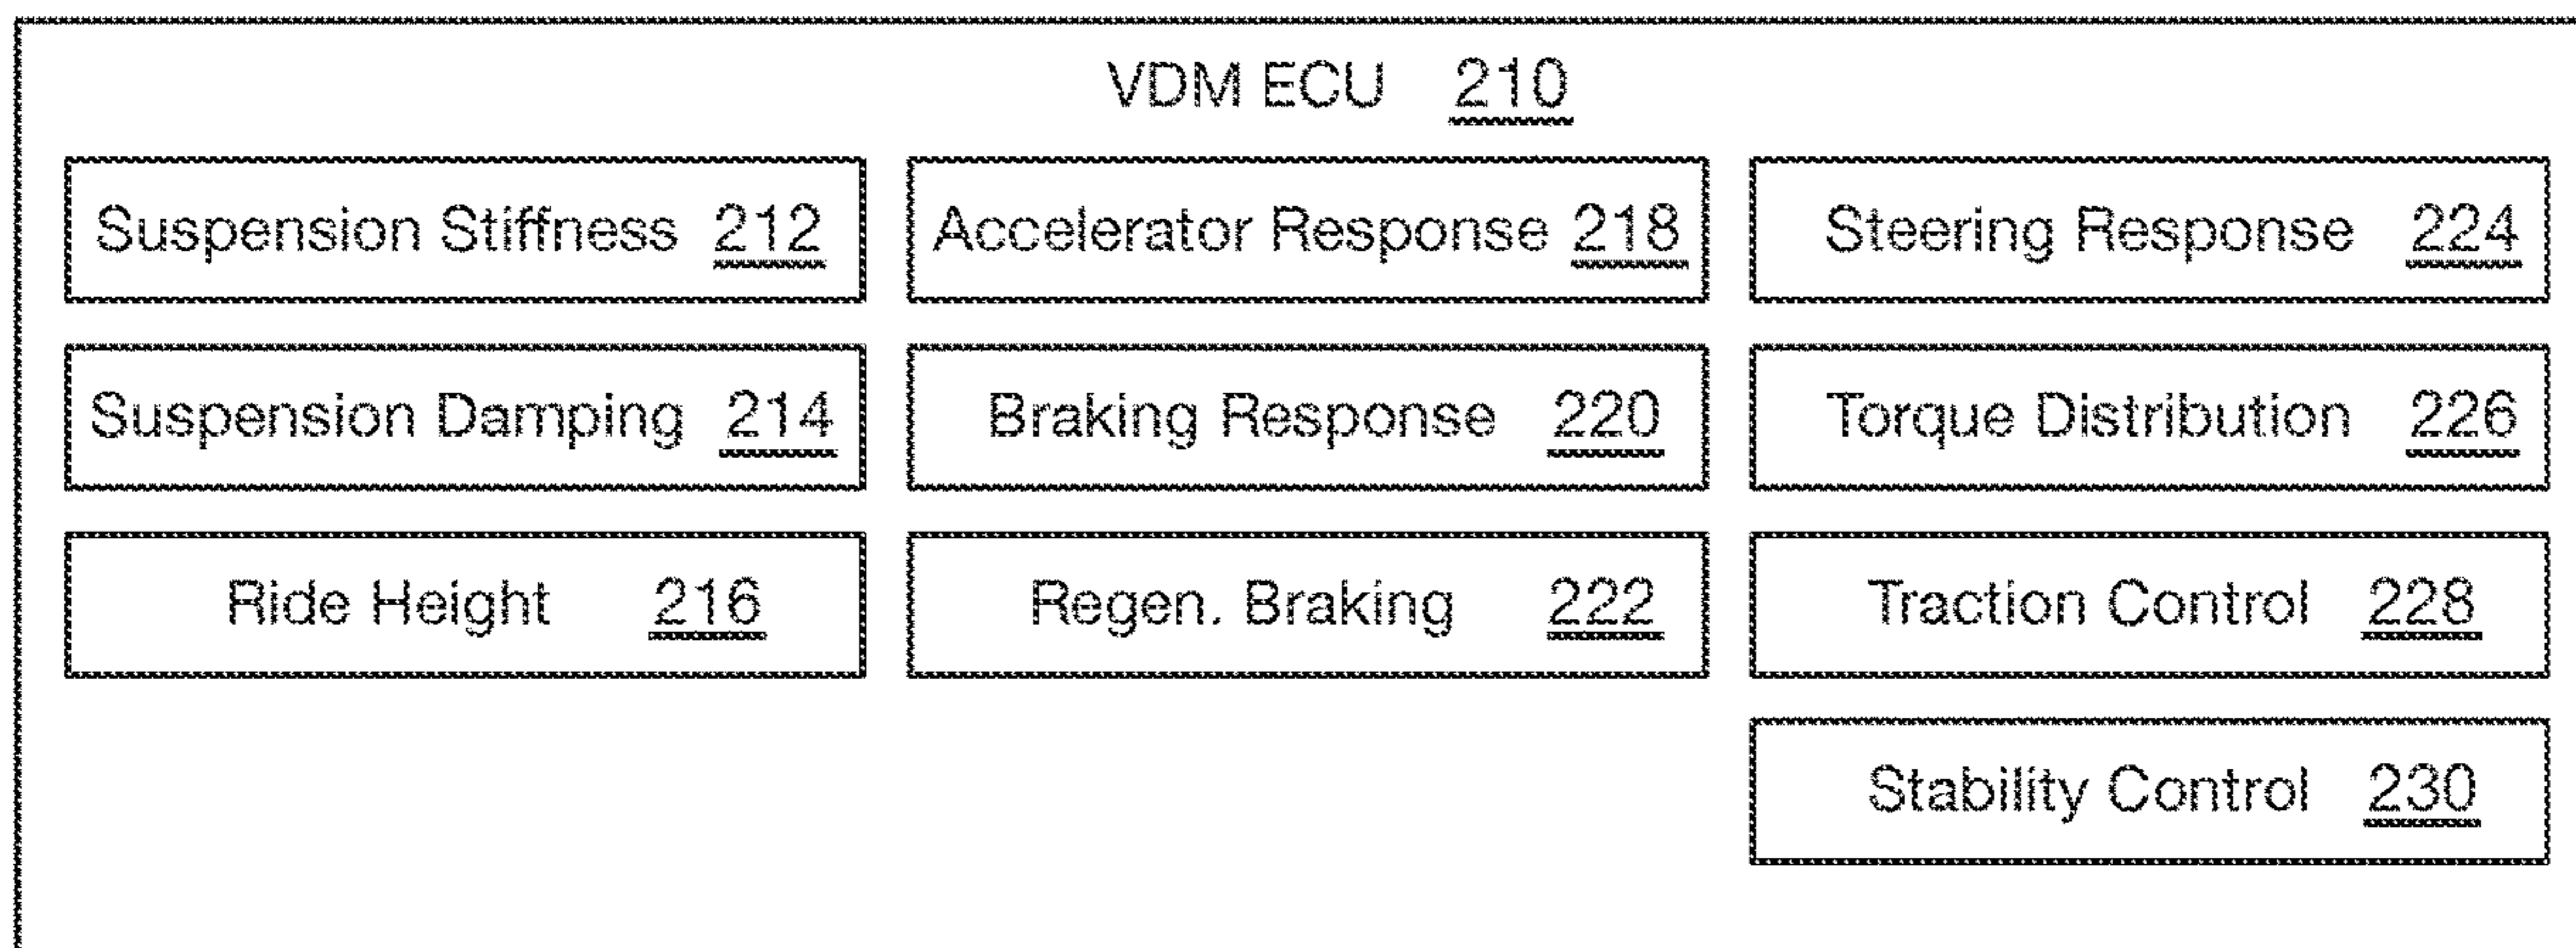 VDM ECU 210
Suspension Stiffness 212
Accelerator Response 218
Steering Response 224
Suspension Damping 214
Braking Response 220
Torque Distribution 226
Ride Height 216
Regen. Braking 222
Traction Control 228
Stability Control 230